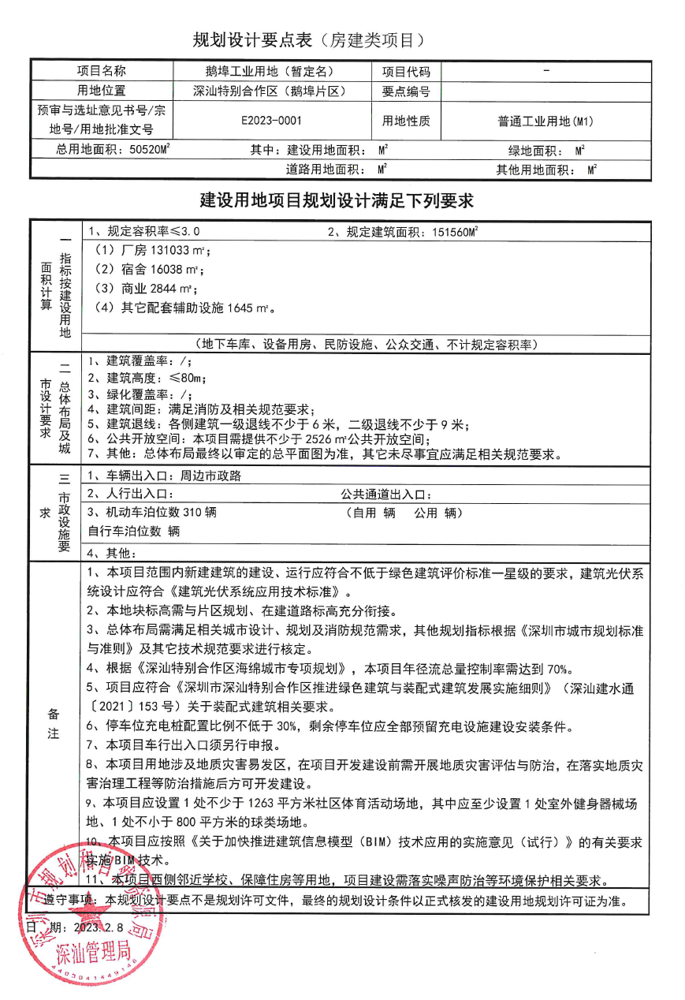 规划设计要点表（房建类项目）
项目名称 鹅埠工业用地（暂定名） 项目代码 -
用地位置 深汕特别合作区（鹅埠片区） 要点编号
预审与选址意见书号/宗地号/用地批准文号 E2023-0001 用地性质 普通工业用地(M1)
总用地面积：50520M² 其中：建设用地面积： M² 绿地面积： M²
道路用地面积： M² 其他用地面积： M²
建设用地项目规划设计满足下列要求
一 指标按建设用地面积计算
1、规定容积率≤3.0 2、规定建筑面积：151560M²
（1）厂房 131033 ㎡；
（2）宿舍 16038 ㎡；
（3）商业 2844 ㎡；
（4）其它配套辅助设施 1645 ㎡。
（地下车库、设备用房、民防设施、公众交通、不计规定容积率）
二 总体布局及城市设计要求
1、建筑覆盖率：/；
2、建筑高度：≤80m；
3、绿化覆盖率：/；
4、建筑间距：满足消防及相关规范要求；
5、建筑退线：各侧建筑一级退线不少于 6 米，二级退线不少于 9 米；
6、公共开放空间：本项目需提供不少于 2526 ㎡公共开放空间；
7、其他：总体布局最终以审定的总平面图为准，其它未尽事宜应满足相关规范要求。
三 市政设施要求
1、车辆出入口：周边市政路
2、人行出入口： 公共通道出入口：
3、机动车泊位数 310 辆 （自用 辆 公用 辆）
自行车泊位数 辆
4、其他：
备注
1、本项目范围内新建建筑的建设、运行应符合不低于绿色建筑评价标准一星级的要求，建筑光伏系
统设计应符合《建筑光伏系统应用技术标准》。
2、本地块标高需与片区规划、在建道路标高充分衔接。
3、总体布局需满足相关城市设计、规划及消防规范需求，其他规划指标根据《深圳市城市规划标准
与准则》及其它技术规范要求进行核定。
4、根据《深汕特别合作区海绵城市专项规划》，本项目年径流总量控制率需达到 70%。
5、项目应符合《深圳市深汕特别合作区推进绿色建筑与装配式建筑发展实施细则》（深汕建水通
〔2021〕153 号）关于装配式建筑相关要求。
6、停车位充电桩配置比例不低于 30%，剩余停车位应全部预留充电设施建设安装条件。
7、本项目车行出入口须另行申报。
8、本项目用地涉及地质灾害易发区，在项目开发建设前需开展地质灾害评估与防治，在落实地质灾
害治理工程等防治措施后方可开发建设。
9、本项目应设置 1 处不少于 1263 平方米社区体育活动场地，其中应至少设置 1 处室外健身器械场
地、1 处不小于 800 平方米的球类场地。
10、本项目应按照《关于加快推进建筑信息模型（BIM）技术应用的实施意见（试行）》的有关要求
实施 BIM 技术。
11、本项目西侧邻近学校、保障住房等用地，项目建设需落实噪声防治等环境保护相关要求。
遵守事项：本规划设计要点不是规划许可文件，最终的规划设计条件以正式核发的建设用地规划许可证为准。
日 期：2023.2.8
深圳市规划和自然资源局
深汕管理局
4403041449146